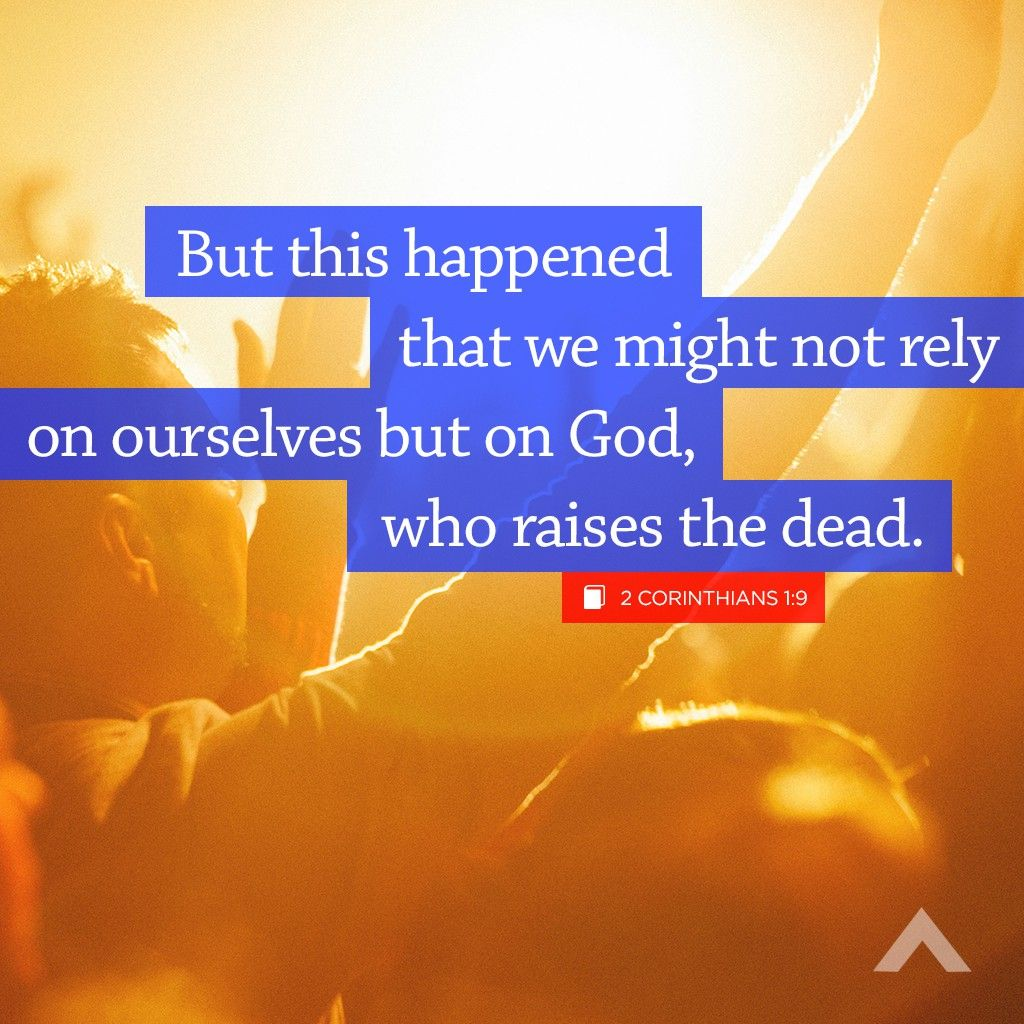 But this happened
that we might not rely
on ourselves but on God,
who raises the dead.
2 CORINTHIANS 1:9